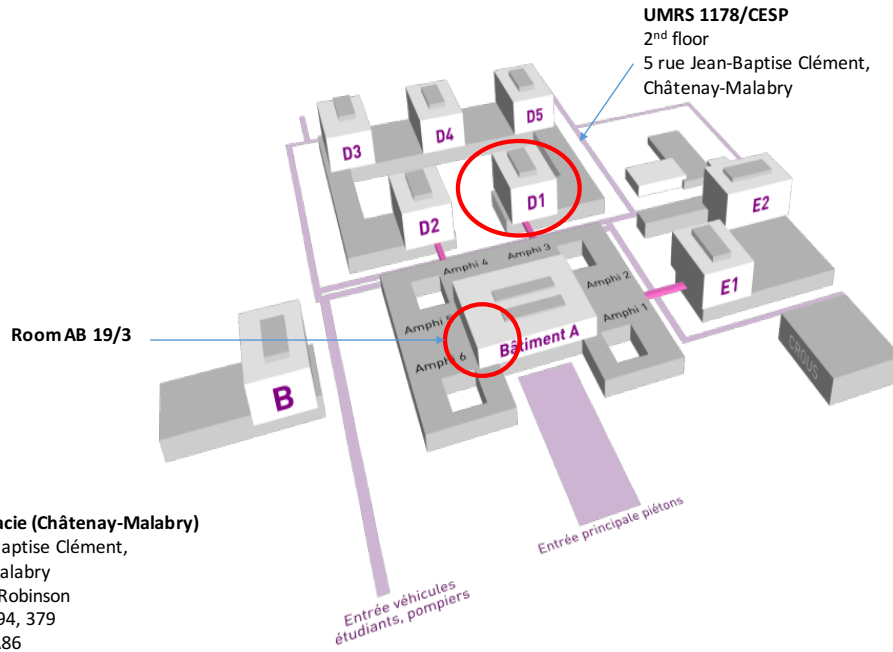 UMRS 1178/CESP
2nd floor
5 rue Jean-Baptise Clément,
Châtenay-Malabry
D5
D4
D3
D1
D2
E2
E1
Amphi 3
Amphi 4
Amphi 2
Amphi 1
Amphi 5
Amphi 6
Bâtiment A
Room AB 19/3
B
CROUS
Entrée principale piétons
Entrée véhicules
étudiants, pompiers
acie (Châtenay-Malabry)
aptise Clément,
alabry
Robinson
94, 379
A86